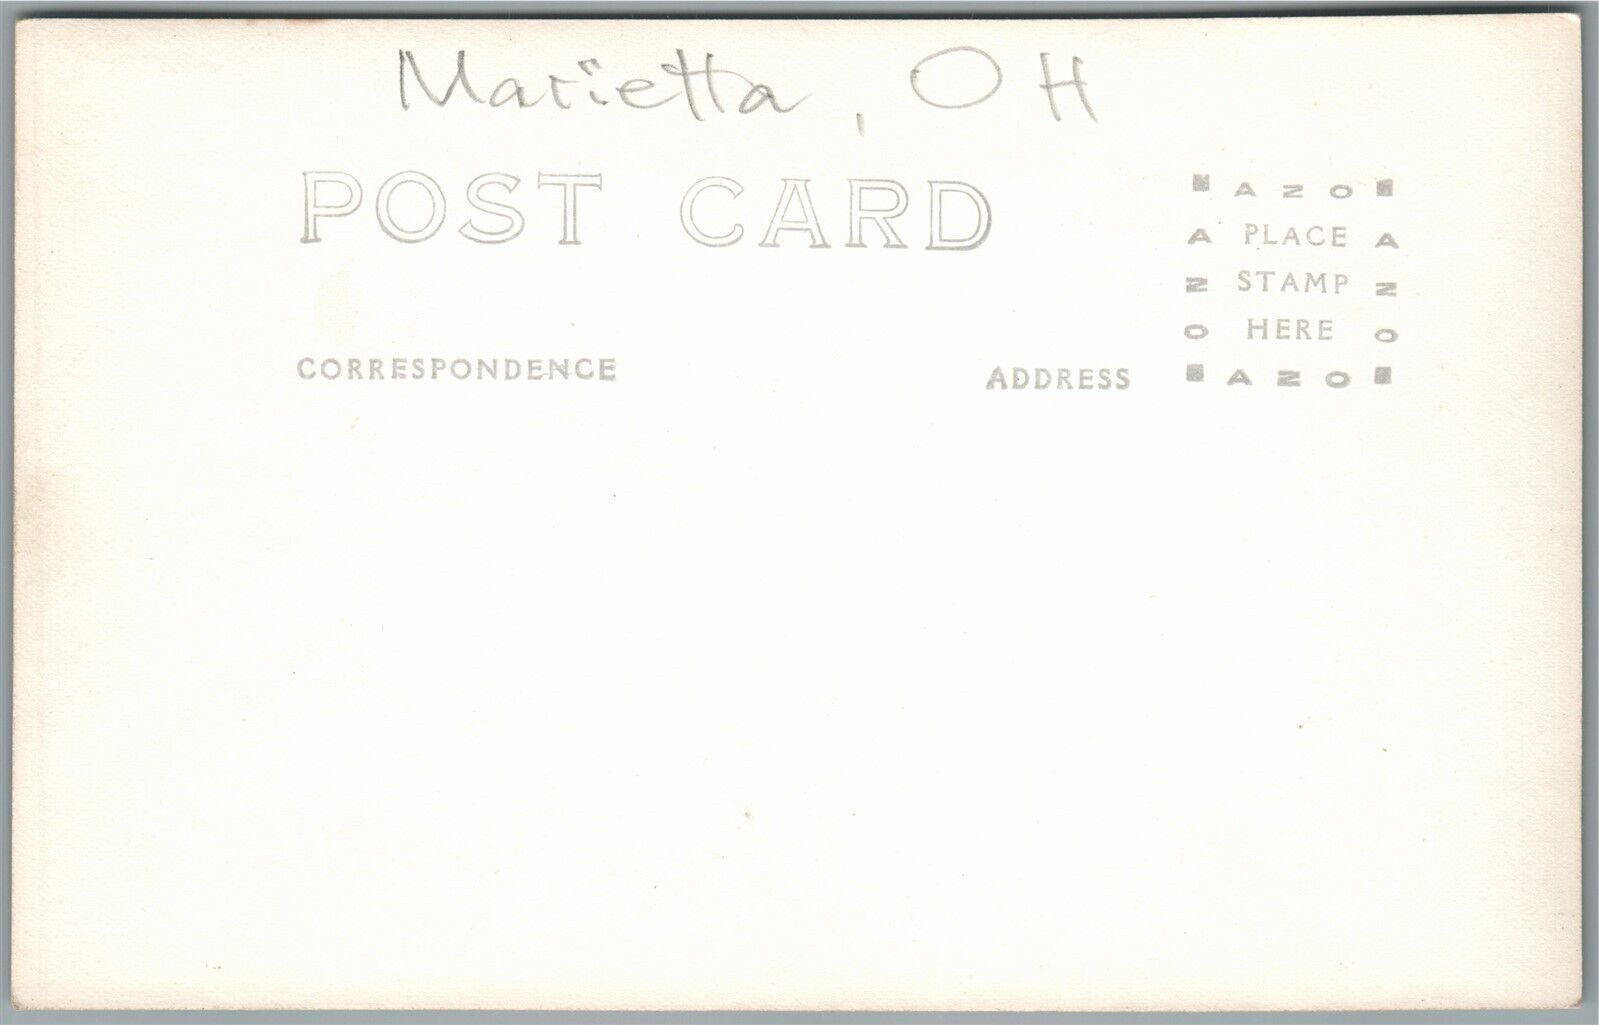 Marietta, OH
POST CARD
AZO
A PLACE A
Z STAMP Z
O HERE O
CORRESPONDENCE
ADDRESS
AZO